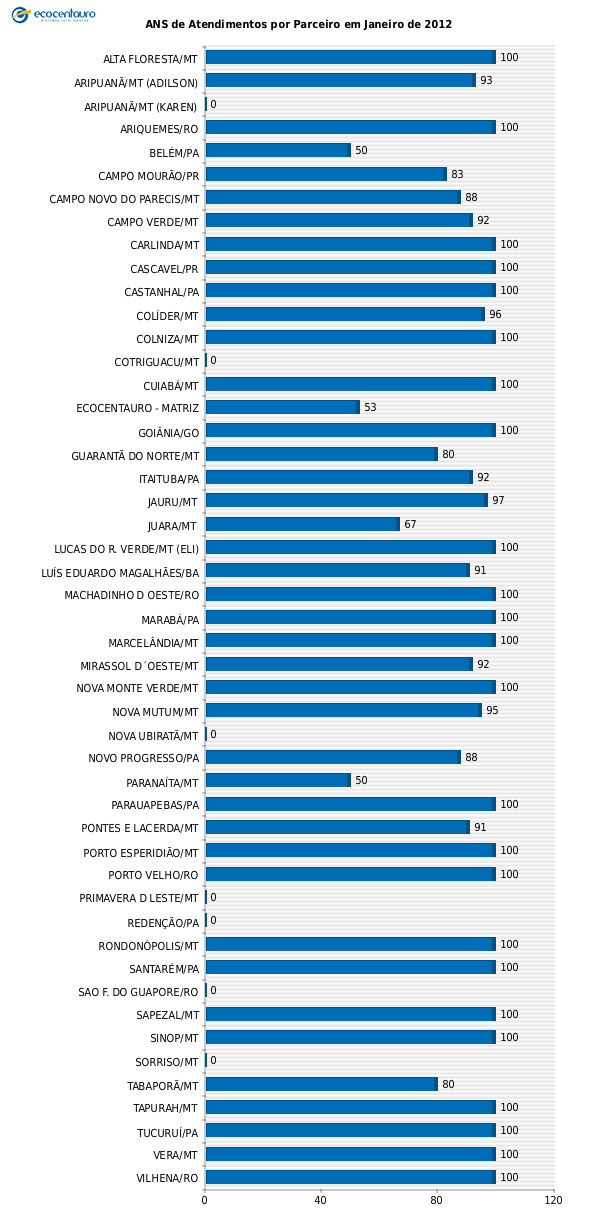 ecocentauro
ANS de Atendimentos por Parceiro em Janeiro de 2012
ALTA FLORESTA/MT 100
ARIPUANÃ/MT (ADILSON) 93
ARIPUANÃ/MT (KAREN) 0
ARIQUEMES/RO 100
BELÉM/PA 50
CAMPO MOURÃO/PR 83
CAMPO NOVO DO PARECIS/MT 88
CAMPO VERDE/MT 92
CARLINDA/MT 100
CASCAVEL/PR 100
CASTANHAL/PA 100
COLÍDER/MT 96
COLNIZA/MT 100
COTRIGUACU/MT 0
CUIABÁ/MT 100
ECOCENTAURO - MATRIZ 53
GOIÂNIA/GO 100
GUARANTÃ DO NORTE/MT 80
ITAITUBA/PA 92
JAURU/MT 97
JUARA/MT 67
LUCAS DO R. VERDE/MT (ELI) 100
LUÍS EDUARDO MAGALHÃES/BA 91
MACHADINHO D OESTE/RO 100
MARABÁ/PA 100
MARCELÂNDIA/MT 100
MIRASSOL D´OESTE/MT 92
NOVA MONTE VERDE/MT 100
NOVA MUTUM/MT 95
NOVA UBIRATÃ/MT 0
NOVO PROGRESSO/PA 88
PARANAÍTA/MT 50
PARAUAPEBAS/PA 100
PONTES E LACERDA/MT 91
PORTO ESPERIDIÃO/MT 100
PORTO VELHO/RO 100
PRIMAVERA D LESTE/MT 0
REDENÇÃO/PA 0
RONDONÓPOLIS/MT 100
SANTARÉM/PA 100
SAO F. DO GUAPORE/RO 0
SAPEZAL/MT 100
SINOP/MT 100
SORRISO/MT 0
TABAPORÃ/MT 80
TAPURAH/MT 100
TUCURUÍ/PA 100
VERA/MT 100
VILHENA/RO 100
0 40 80 120